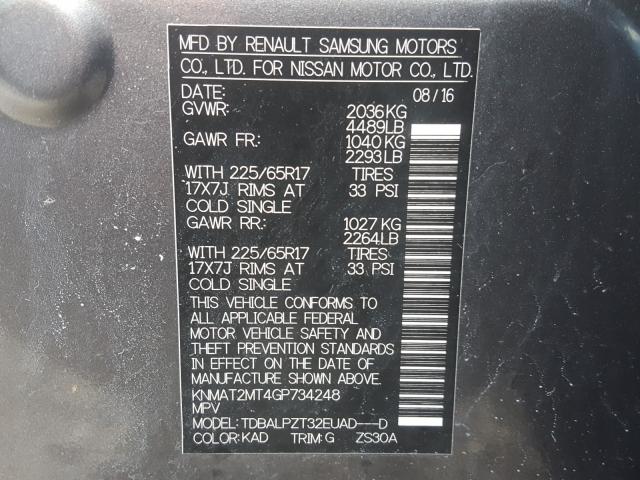 MFD BY RENAULT SAMSUNG MOTORS
CO., LTD. FOR NISSAN MOTOR CO., LTD.
DATE: 08/16
GVWR: 2036KG
4489LB
GAWR FR: 1040KG
2293LB
WITH 225/65R17 TIRES
17X7J RIMS AT 33 PSI
COLD SINGLE
GAWR RR: 1027KG
2264LB
WITH 225/65R17 TIRES
17X7J RIMS AT 33 PSI
COLD SINGLE
THIS VEHICLE CONFORMS TO
ALL APPLICABLE FEDERAL
MOTOR VEHICLE SAFETY AND
THEFT PREVENTION STANDARDS
IN EFFECT ON THE DATE OF
MANUFACTURE SHOWN ABOVE.
KNMAT2MT4GP734248
MPV
MODEL: TDBALPZT32EUAD---D
COLOR: KAD TRIM: G ZS30A